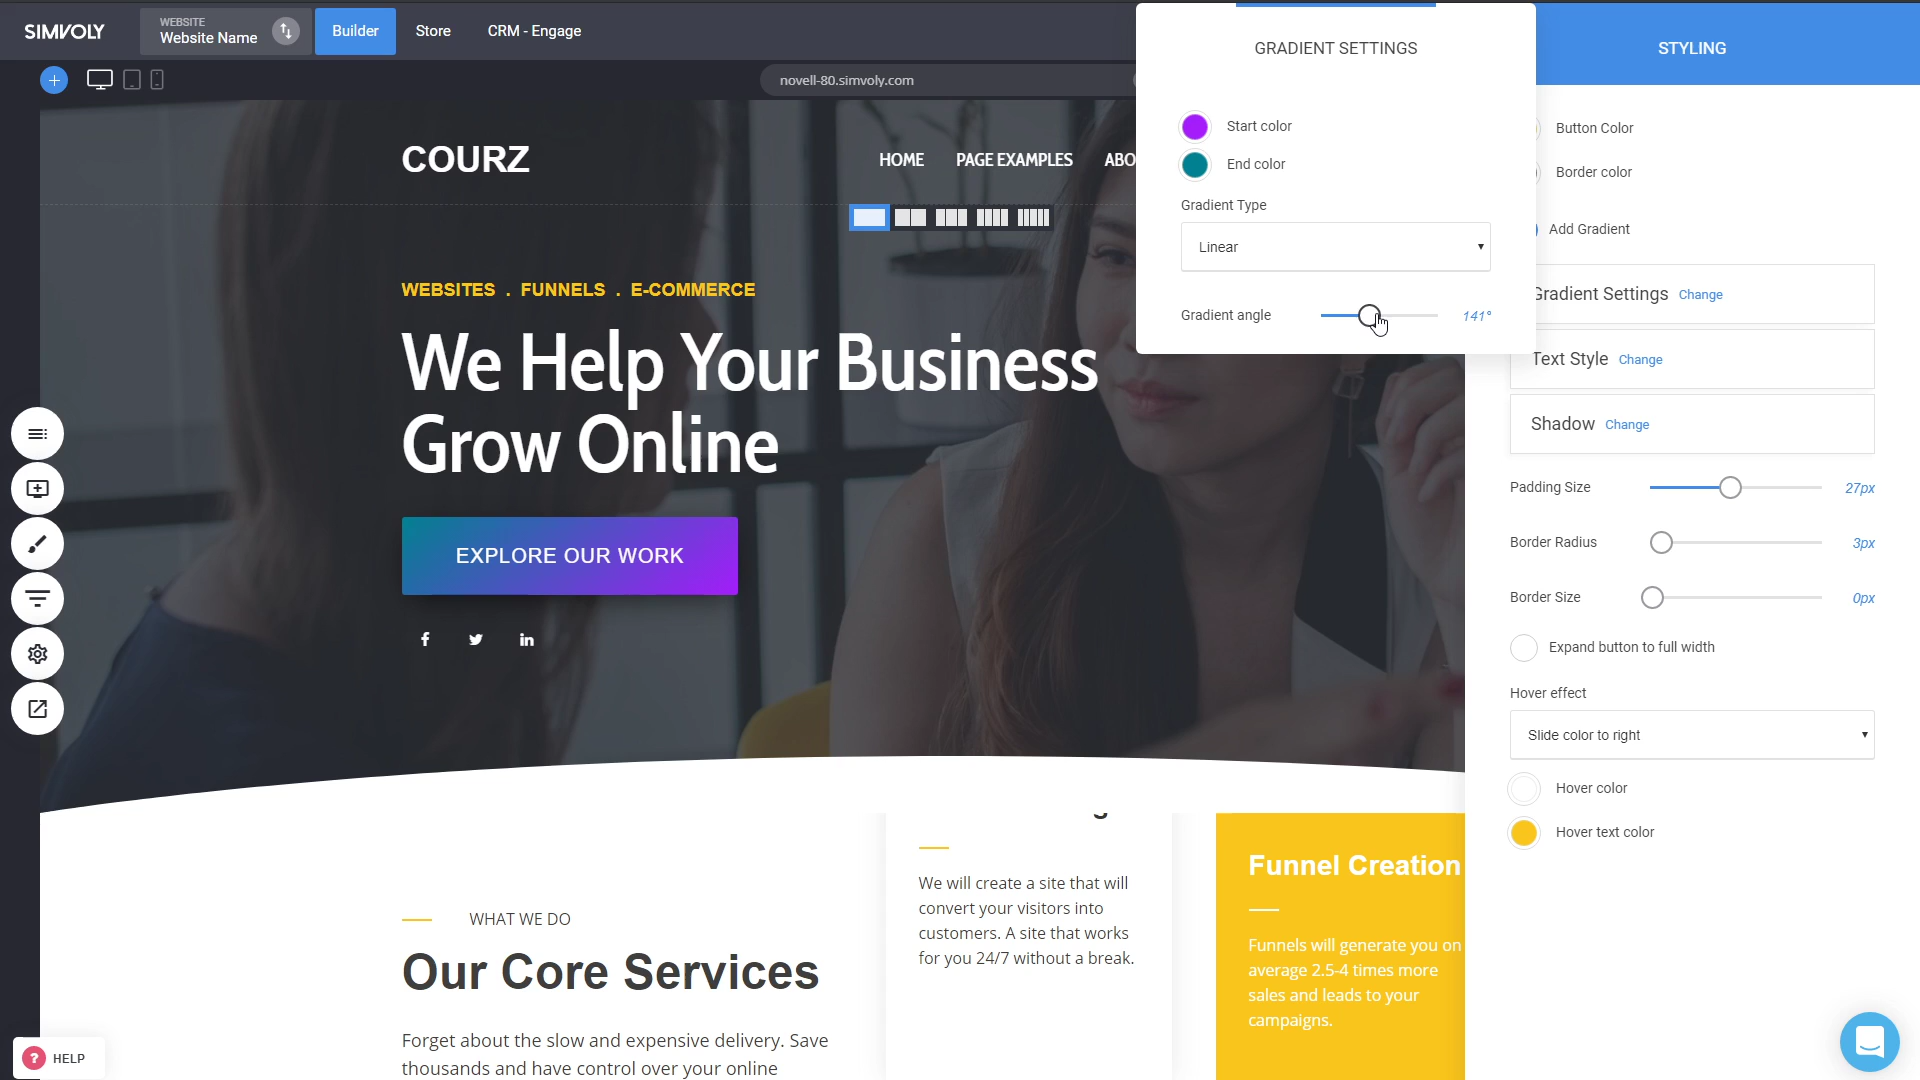 SIMVOLY
WEBSITE
Website Name
Builder
Store
CRM - Engage
novell-80.simvoly.com
COURZ
HOME
PAGE EXAMPLES
ABO
WEBSITES . FUNNELS . E-COMMERCE
We Help Your Business
Grow Online
EXPLORE OUR WORK
WHAT WE DO
Our Core Services
Forget about the slow and expensive delivery. Save
thousands and have control over your online
We will create a site that will
convert your visitors into
customers. A site that works
for you 24/7 without a break.
Funnel Creation
Funnels will generate you on
average 2.5-4 times more
sales and leads to your
campaigns.
? HELP
GRADIENT SETTINGS
Start color
End color
Gradient Type
Linear
Gradient angle
141°
STYLING
Button Color
Border color
Add Gradient
Gradient Settings Change
Text Style Change
Shadow Change
Padding Size
27px
Border Radius
3px
Border Size
0px
Expand button to full width
Hover effect
Slide color to right
Hover color
Hover text color